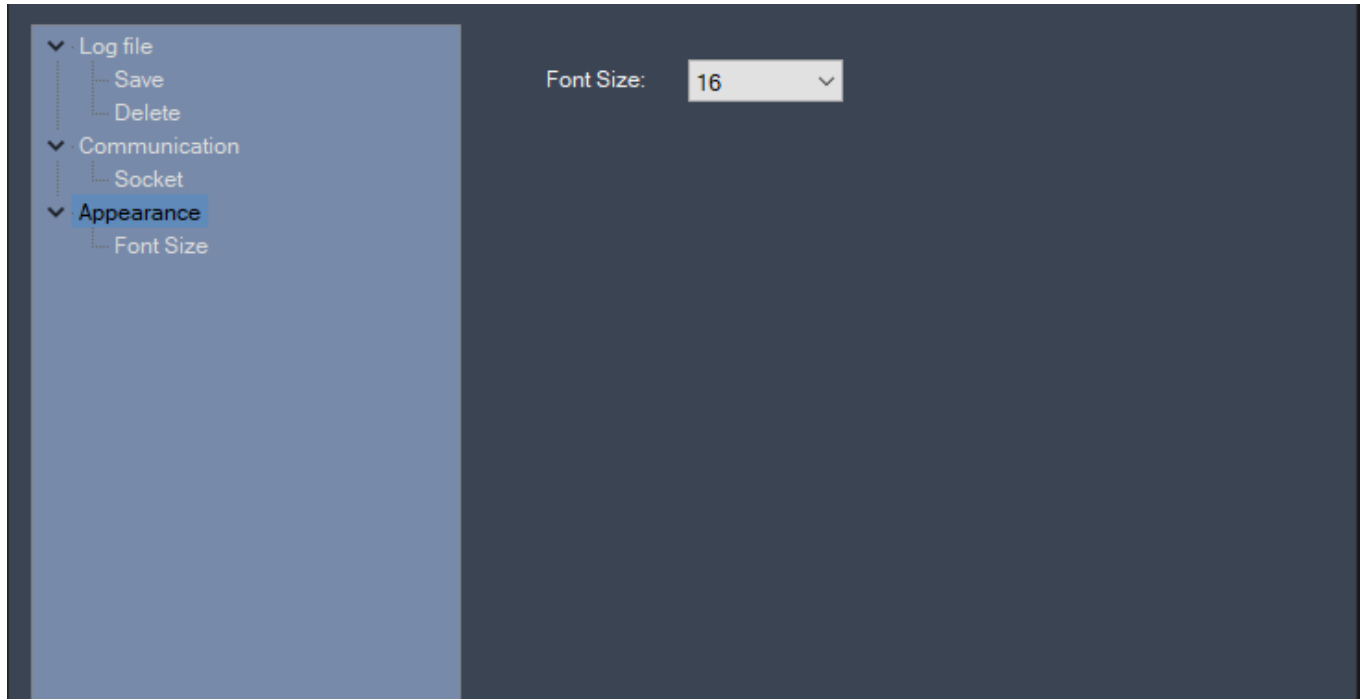 Log file
Save
Delete
Communication
Socket
Appearance
Font Size
Font Size: 16